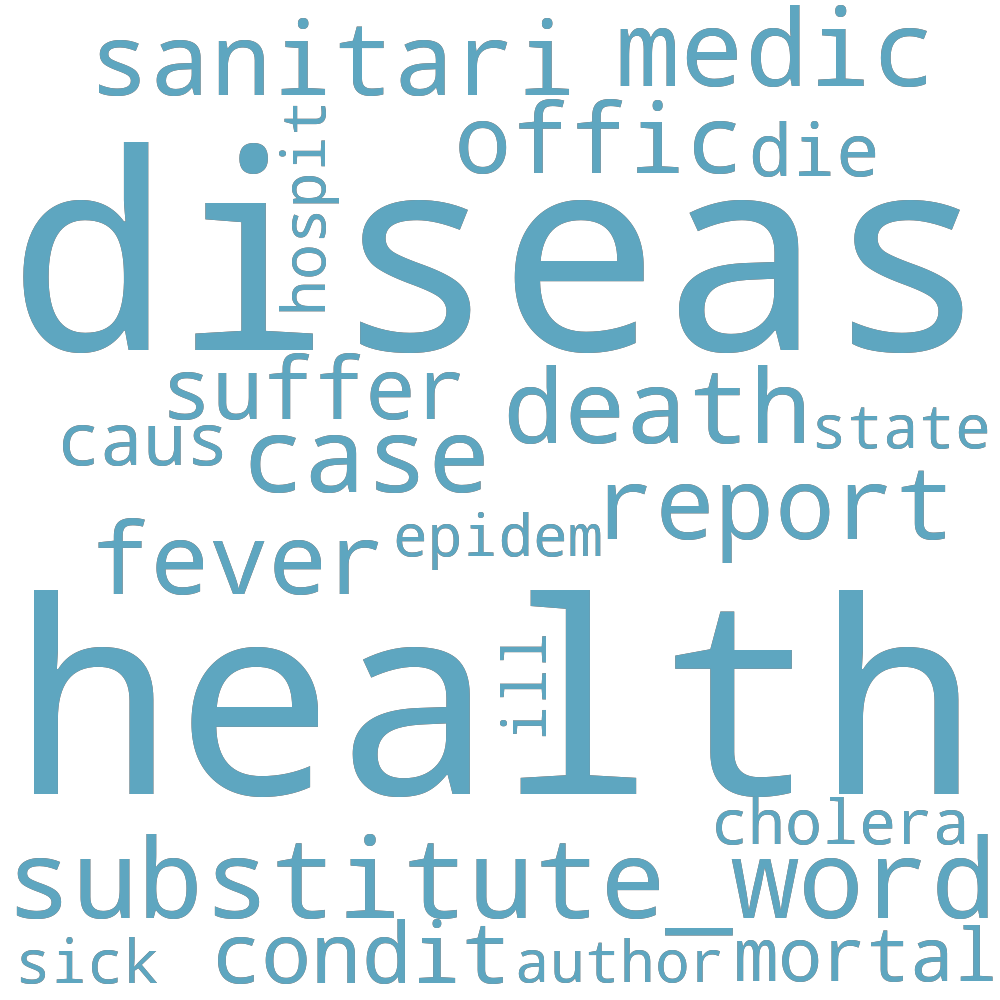 sanitari medic
hospit offic die
diseas
suffer death state
caus case report
fever epidem
health
ill
cholera
substitute_word
sick condit author mortal